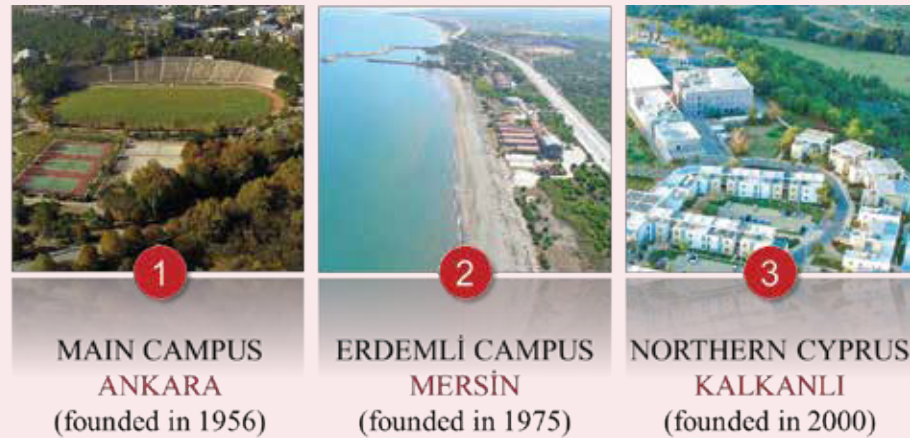 1
MAIN CAMPUS
ANKARA
(founded in 1956)
2
ERDEMLİ CAMPUS
MERSİN
(founded in 1975)
3
NORTHERN CYPRUS
KALKANLI
(founded in 2000)